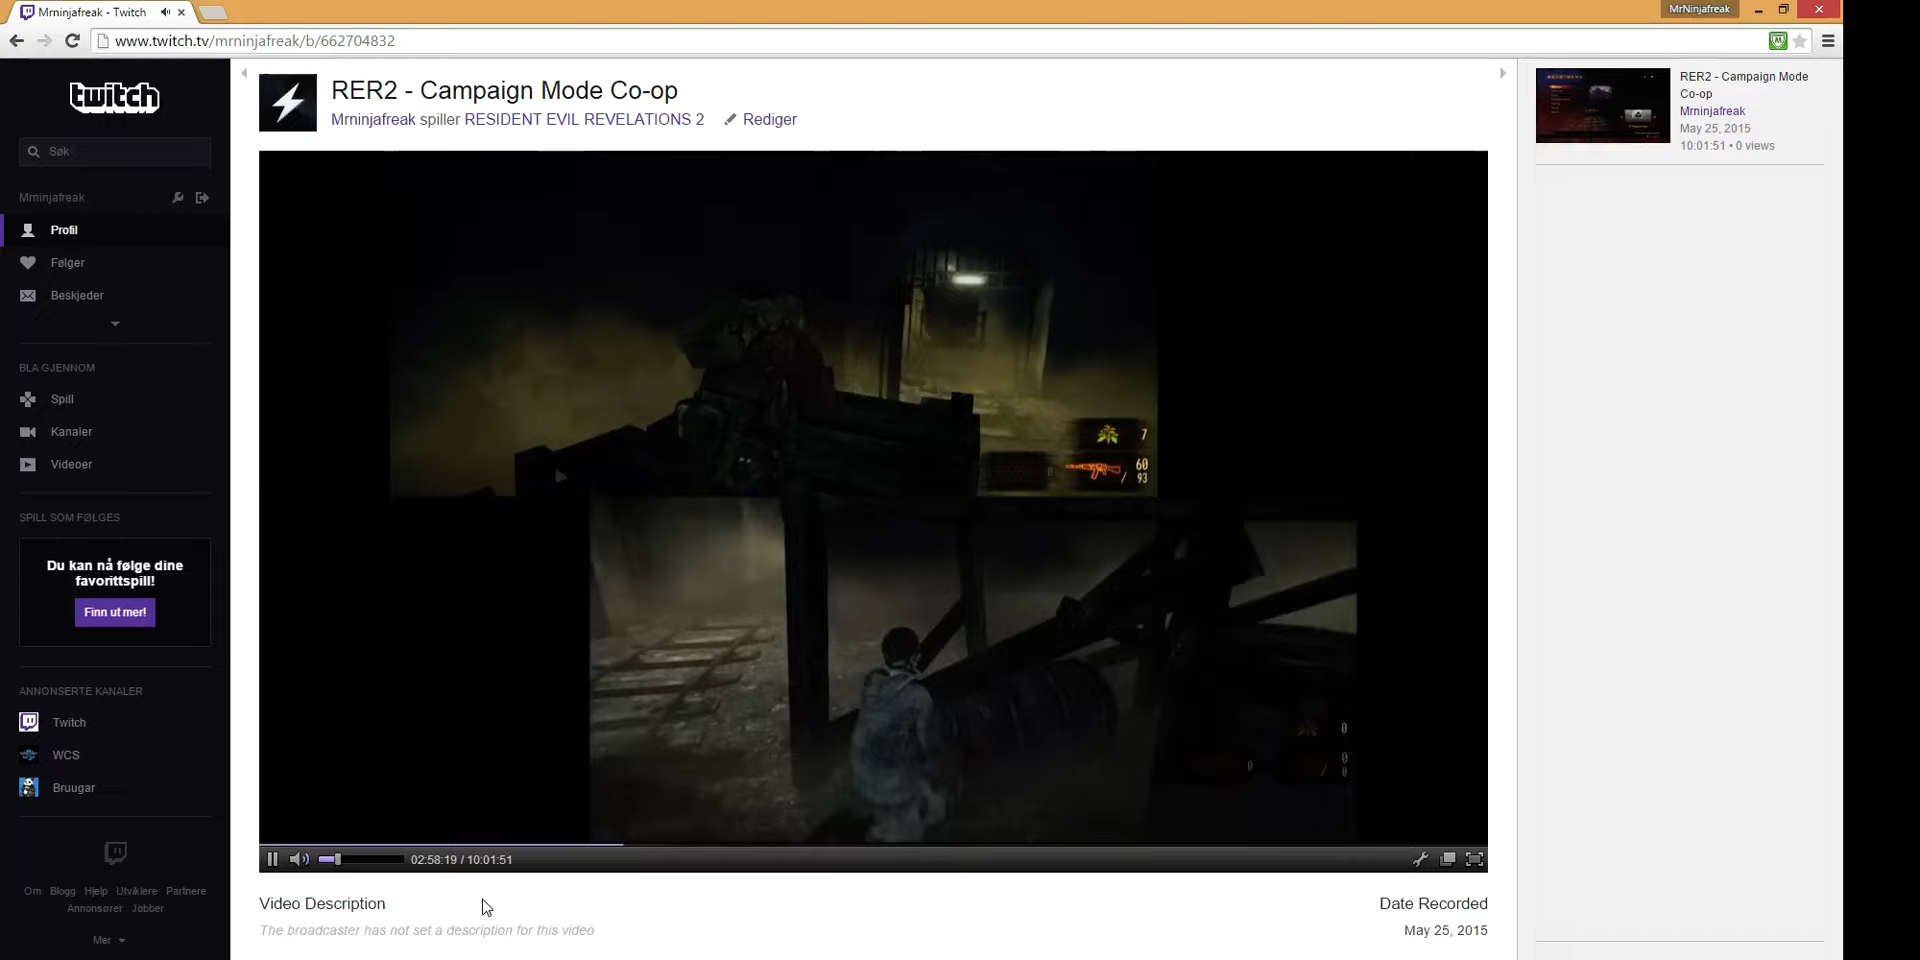 Mrninjafreak - Twitch
MrNinjafreak
www.twitch.tv/mrninjafreak/b/662704832
twitch
Søk
Mrninjafreak
Profil
Følger
Beskjeder
BLA GJENNOM
Spill
Kanaler
Videoer
SPILL SOM FØLGES
Du kan nå følge dine
favorittspill!
Finn ut mer!
ANNONSERTE KANALER
Twitch
WCS
Bruugar
Om Blogg Hjelp Utviklere Partnere
Annonsører Jobber
Mer
RER2 - Campaign Mode Co-op
Mrninjafreak spiller RESIDENT EVIL REVELATIONS 2 Rediger
7
0
60
/ 93
0
0
0
/ 0
02:58:19 / 10:01:51
Video Description
The broadcaster has not set a description for this video
Date Recorded
May 25, 2015
RER2 - Campaign Mode
Co-op
Mrninjafreak
May 25, 2015
10:01:51 • 0 views